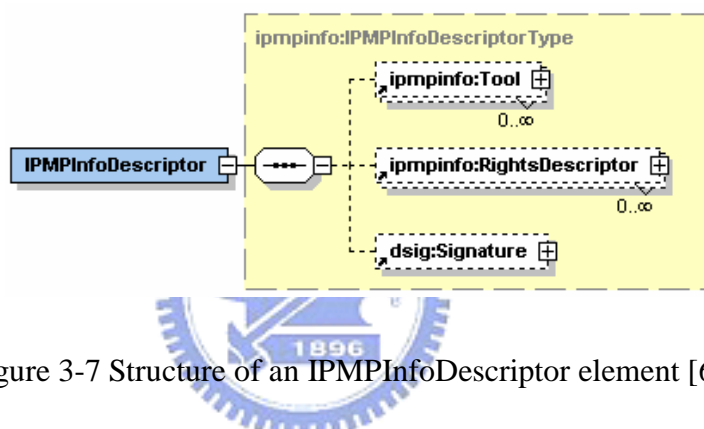 ipmpinfo:IPMPInfoDescriptorType
ipmpinfo:Tool
0..∞
IPMPInfoDescriptor
ipmpinfo:RightsDescriptor
0..∞
dsig:Signature
1896
gure 3-7 Structure of an IPMPInfoDescriptor element [6